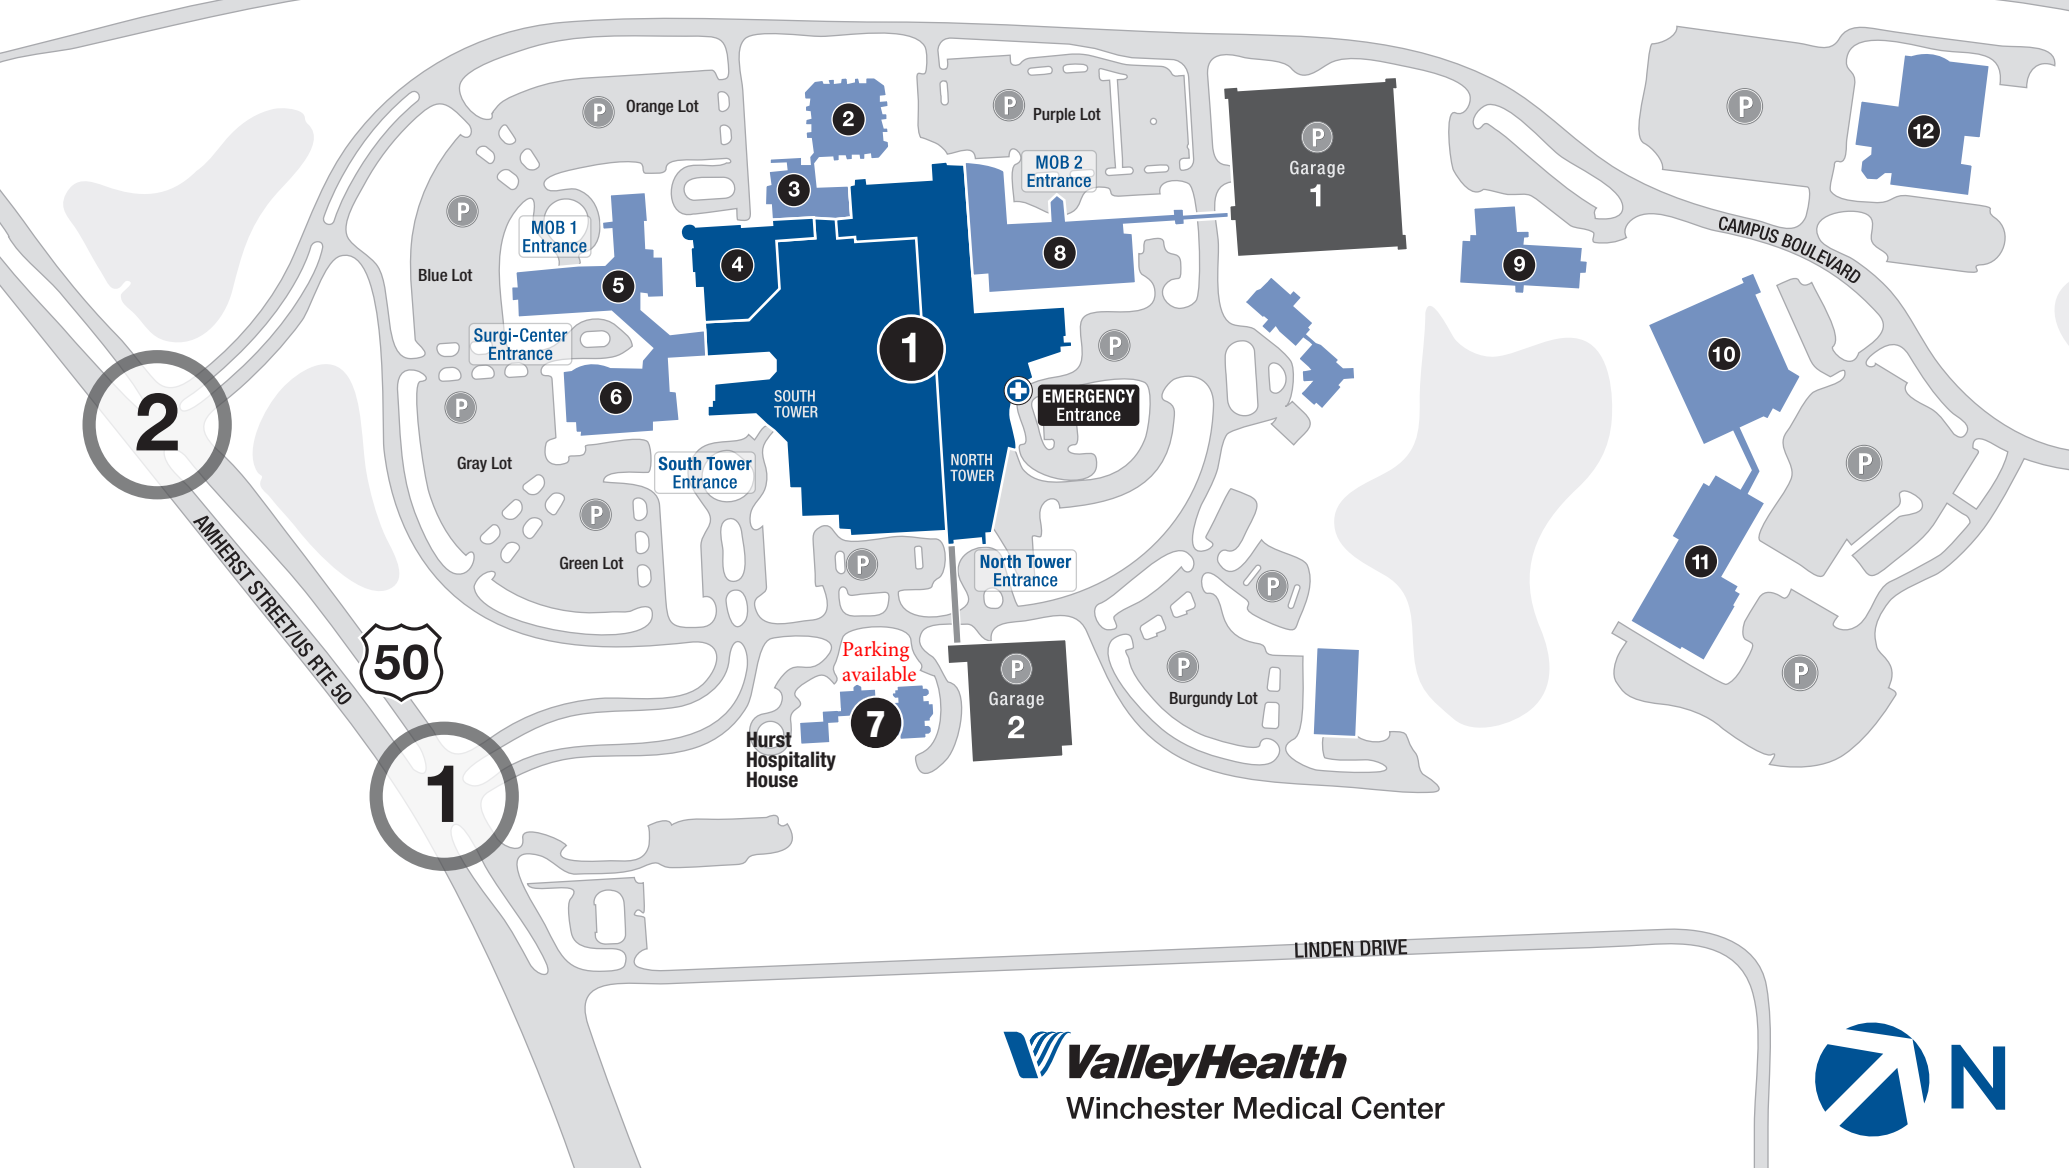 P
Orange Lot
2
P
Purple Lot
P
Garage
1
P
12
MOB 2
Entrance
3
P
MOB 1
Entrance
CAMPUS BOULEVARD
4
8
9
Blue Lot
5
Surgi-Center
Entrance
1
P
10
6
SOUTH
TOWER
EMERGENCY
Entrance
P
2
Gray Lot
South Tower
Entrance
NORTH
TOWER
P
P
Green Lot
P
North Tower
Entrance
P
11
AMHERST STREET/US RTE 50
50
Parking
available
P
Garage
2
P
Burgundy Lot
P
7
Hurst
Hospitality
House
1
LINDEN DRIVE
ValleyHealth
Winchester Medical Center
N